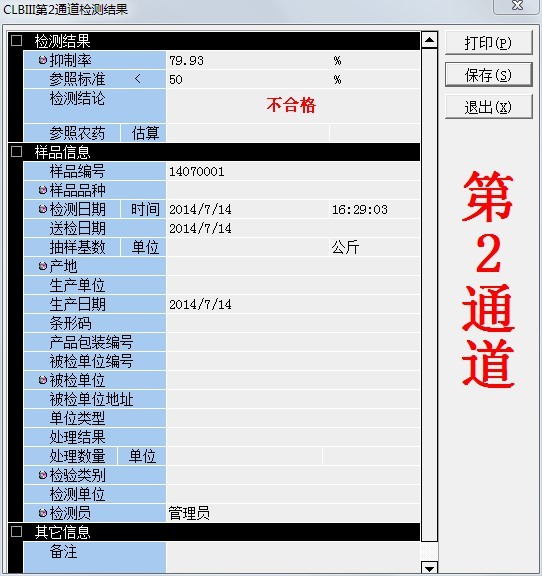 CLBIII第2通道检测结果
检测结果
抑制率 79.93 %
参照标准 < 50 %
检测结论 不合格
参照农药 估算
样品信息
样品编号 14070001
样品品种
检测日期 时间 2014/7/14 16:29:03
送检日期 2014/7/14
抽样基数 单位 公斤
产地
生产单位
生产日期 2014/7/14
条形码
产品包装编号
被检单位编号
被检单位
被检单位地址
单位类型
处理结果
处理数量 单位
检验类别
检测单位
检测员 管理员
其它信息
备注
打印(P)
保存(S)
退出(X)
第
2
通
道